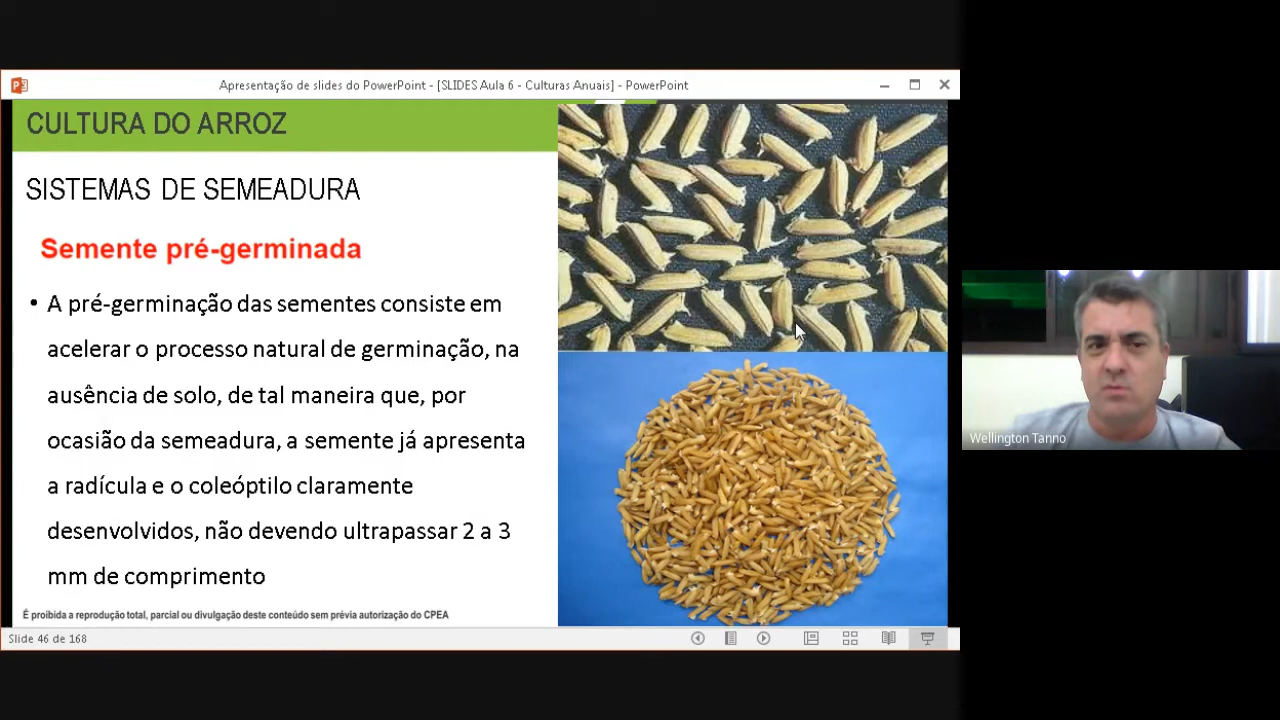 Apresentação de slides do PowerPoint - [SLIDES Aula 6 - Culturas Anuais] - PowerPoint
CULTURA DO ARROZ
SISTEMAS DE SEMEADURA
Semente pré-germinada
• A pré-germinação das sementes consiste em
acelerar o processo natural de germinação, na
ausência de solo, de tal maneira que, por
ocasião da semeadura, a semente já apresenta
a radícula e o coleóptilo claramente
desenvolvidos, não devendo ultrapassar 2 a 3
mm de comprimento
É proibida a reprodução total, parcial ou divulgação deste conteúdo sem prévia autorização do CPEA
Slide 46 de 168
Wellington Tanno